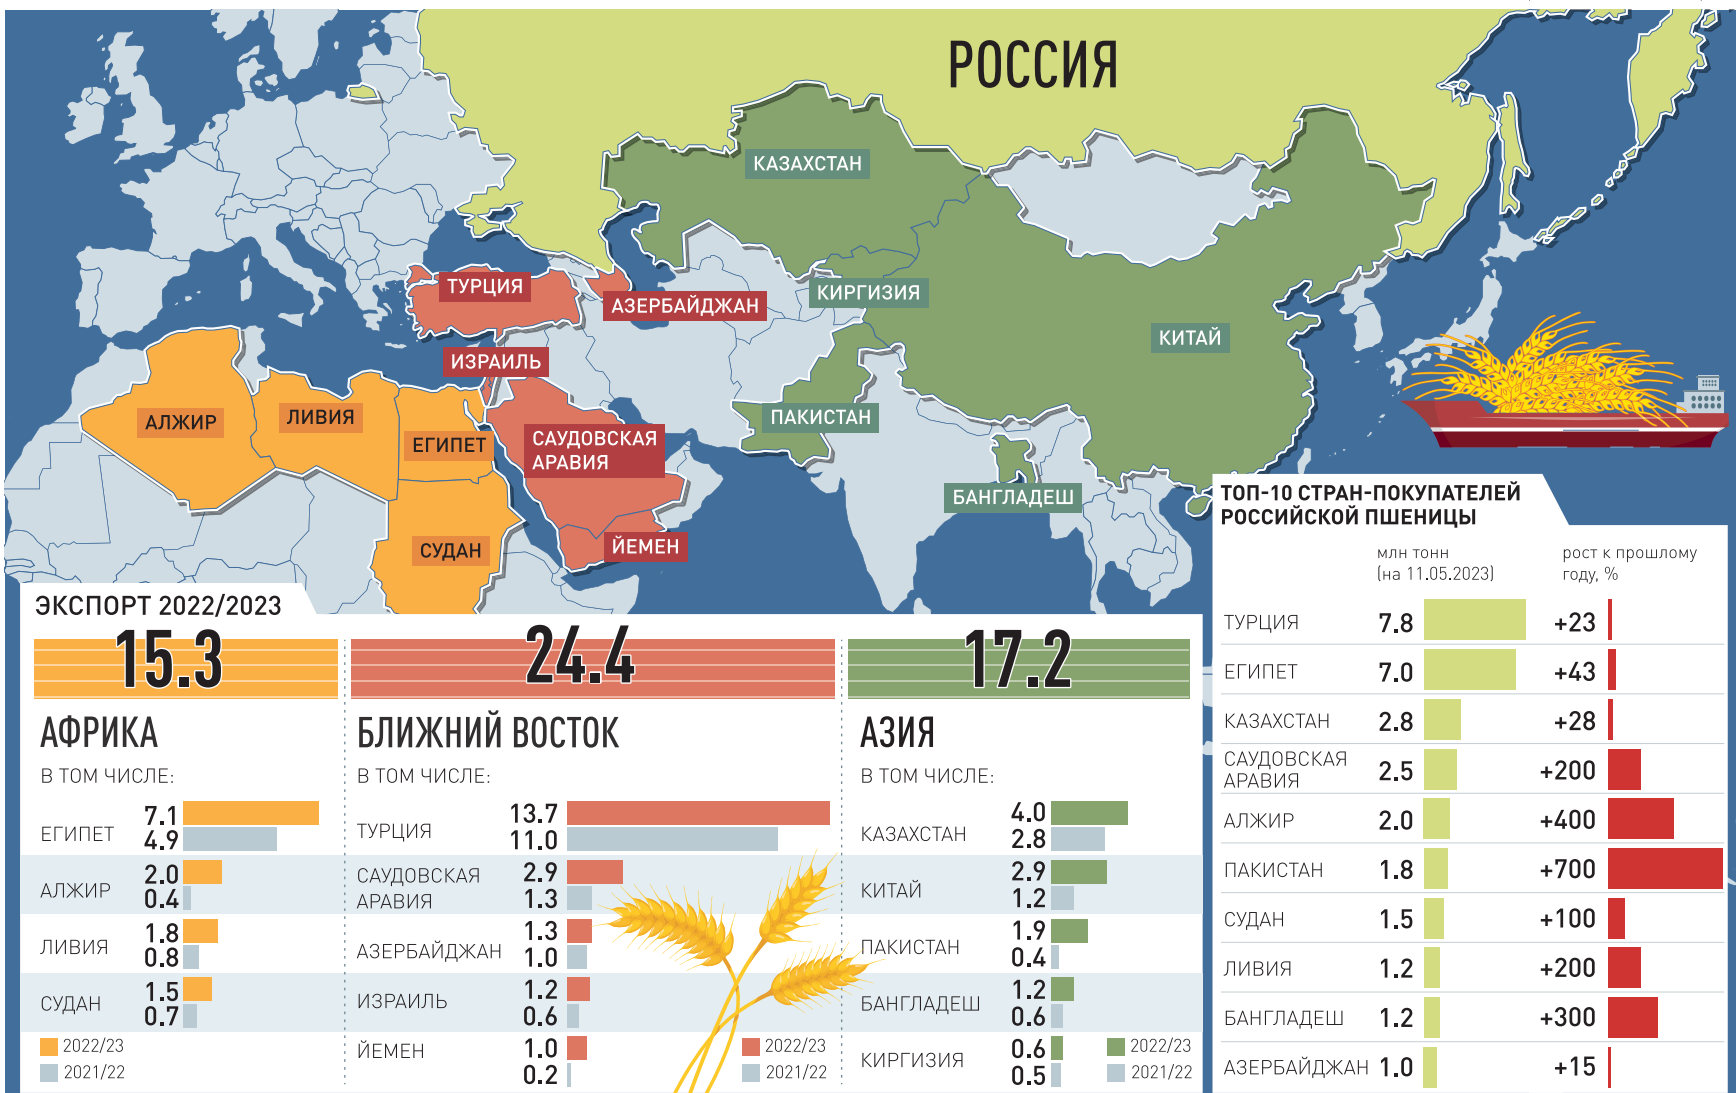 РОССИЯ
КАЗАХСТАН
КИРГИЗИЯ
КИТАЙ
ПАКИСТАН
БАНГЛАДЕШ
ТУРЦИЯ
АЗЕРБАЙДЖАН
ИЗРАИЛЬ
САУДОВСКАЯ
АРАВИЯ
ЙЕМЕН
АЛЖИР
ЛИВИЯ
ЕГИПЕТ
СУДАН
ЭКСПОРТ 2022/2023
15.3
АФРИКА
В ТОМ ЧИСЛЕ:
ЕГИПЕТ
7.1
4.9
АЛЖИР
2.0
0.4
ЛИВИЯ
1.8
0.8
СУДАН
1.5
0.7
2022/23
2021/22
24.4
БЛИЖНИЙ ВОСТОК
В ТОМ ЧИСЛЕ:
ТУРЦИЯ
13.7
11.0
САУДОВСКАЯ
АРАВИЯ
2.9
1.3
АЗЕРБАЙДЖАН
1.3
1.0
ИЗРАИЛЬ
1.2
0.6
ЙЕМЕН
1.0
0.2
2022/23
2021/22
17.2
АЗИЯ
В ТОМ ЧИСЛЕ:
КАЗАХСТАН
4.0
2.8
КИТАЙ
2.9
1.2
ПАКИСТАН
1.9
0.4
БАНГЛАДЕШ
1.2
0.6
КИРГИЗИЯ
0.6
0.5
2022/23
2021/22
ТОП-10 СТРАН-ПОКУПАТЕЛЕЙ
РОССИЙСКОЙ ПШЕНИЦЫ
млн тонн
(на 11.05.2023)
рост к прошлому
году, %
ТУРЦИЯ 7.8 +23
ЕГИПЕТ 7.0 +43
КАЗАХСТАН 2.8 +28
САУДОВСКАЯ
АРАВИЯ 2.5 +200
АЛЖИР 2.0 +400
ПАКИСТАН 1.8 +700
СУДАН 1.5 +100
ЛИВИЯ 1.2 +200
БАНГЛАДЕШ 1.2 +300
АЗЕРБАЙДЖАН 1.0 +15